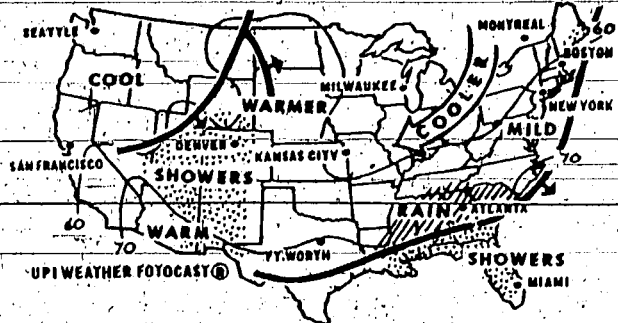 MONTREAL
60
SEATTLE
BOSTON
COOL
COOLER
MILWAUKEE
WARMER
NEW YORK
MILD
DENVER
KANSAS CITY
70
SAN FRANCISCO
SHOWERS
60
70
WARM
RAIN
ATLANTA
FT. WORTH
SHOWERS
UPI WEATHER FOTOCAST ®
MIAMI